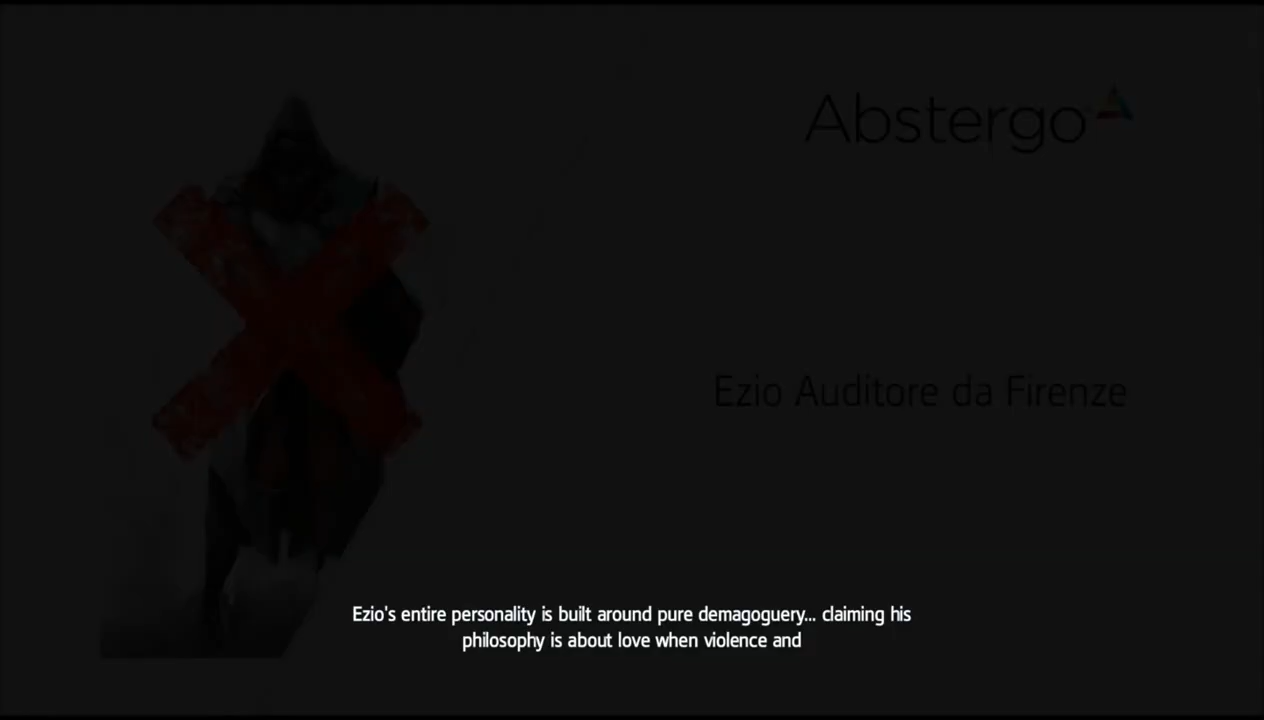 Abstergo
Ezio Auditore da Firenze
Ezio's entire personality is built around pure demagoguery... claiming his
philosophy is about love when violence and